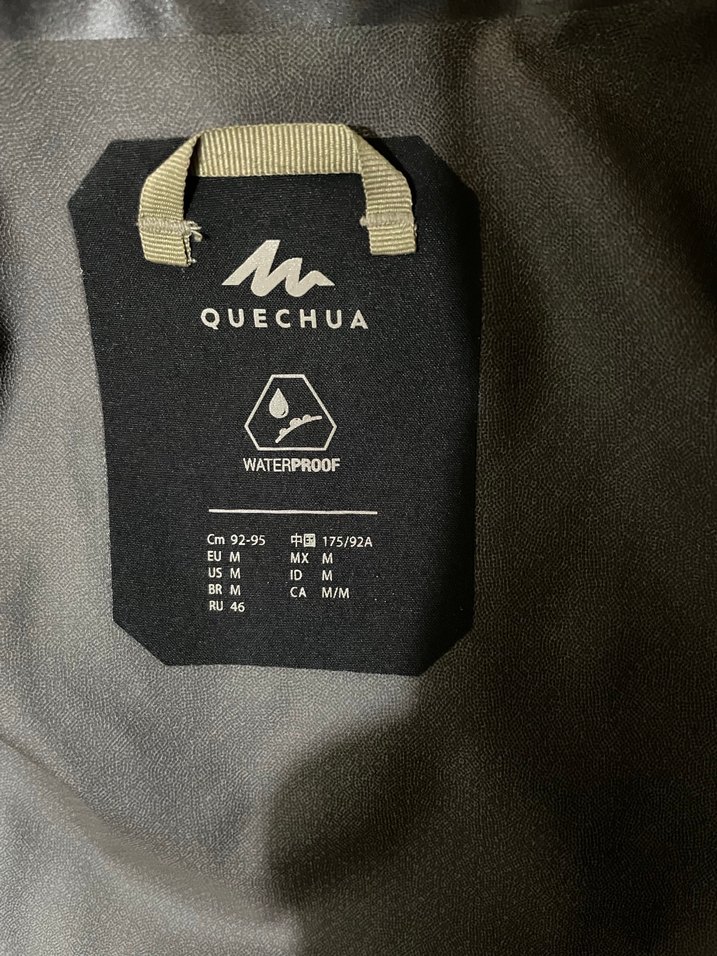 QUECHUA
WATERPROOF
Cm 92-95 中国 175/92A
EU M MX M
US M ID M
BR M CA M/M
RU 46